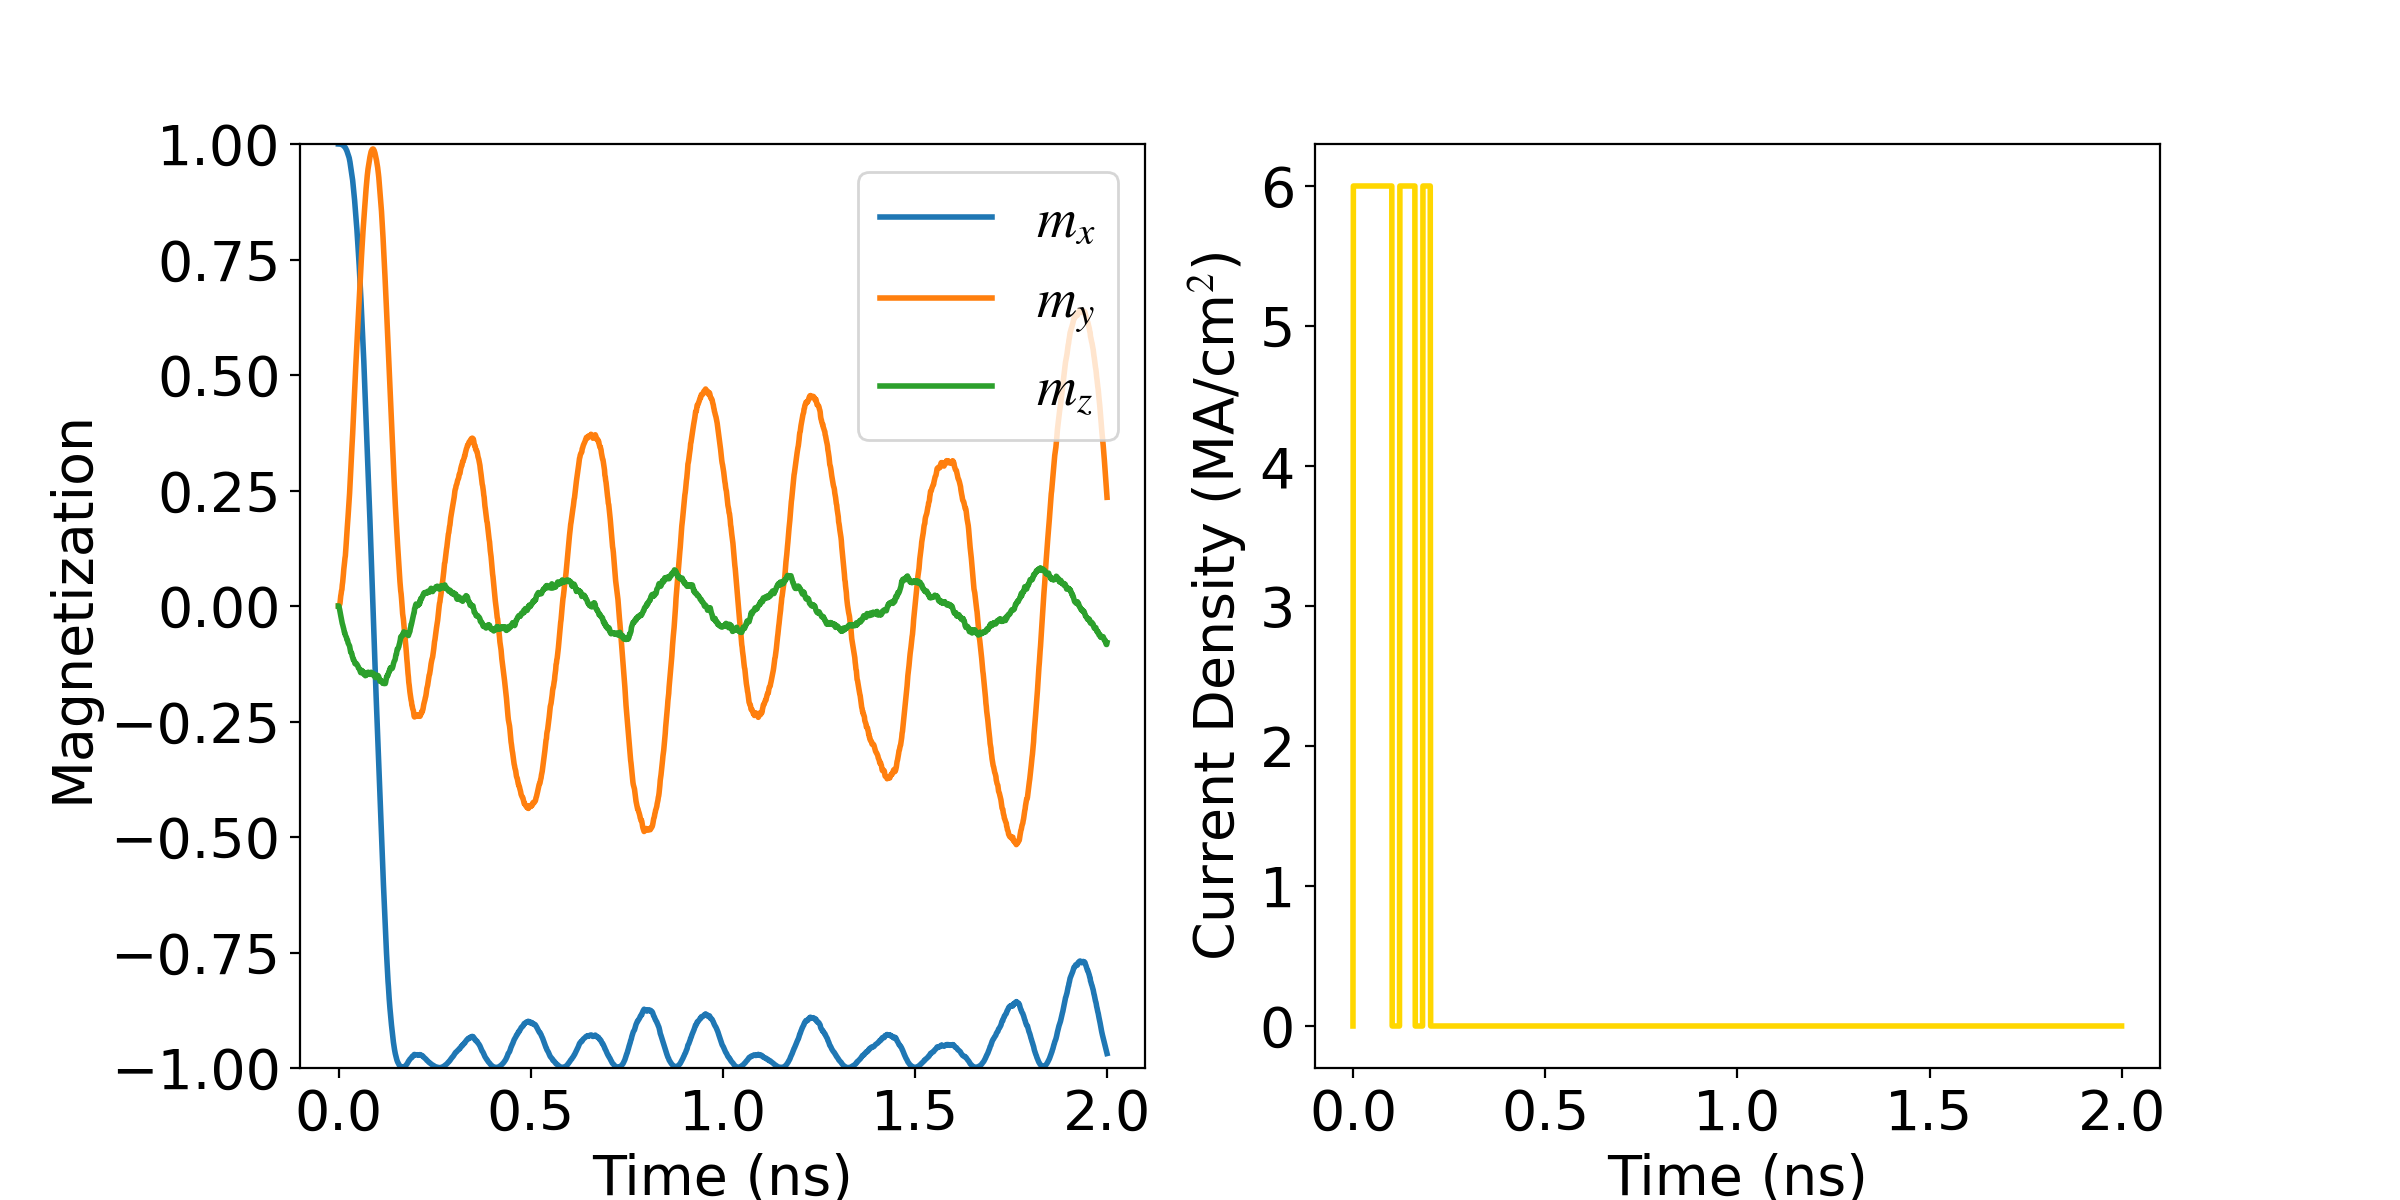 1.00
0.75
0.50
0.25
0.00
−0.25
−0.50
−0.75
−1.00
Magnetization
0.0 0.5 1.0 1.5 2.0
Time (ns)
m_x
m_y
m_z
6
5
4
3
2
1
0
Current Density (MA/cm²)
0.0 0.5 1.0 1.5 2.0
Time (ns)